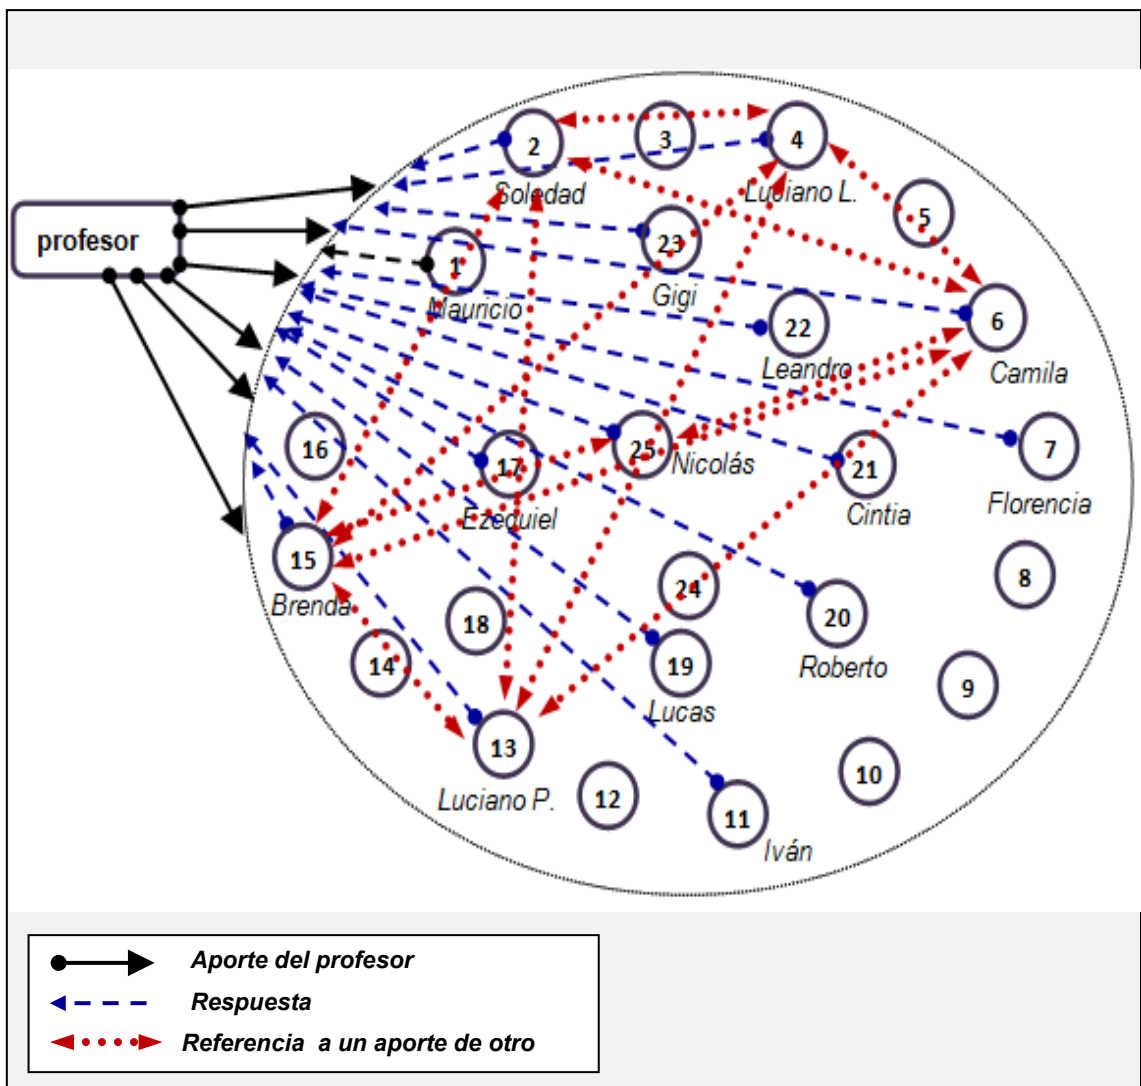 2
3
4
Soledad
Luciano L.
5
profesor
23
1
Gigi
Mauricio
6
22
Leandro
Camila
16
17
25
Nicolás
21
7
Ezequiel
Cintia
Florencia
15
Brenda
24
8
18
20
14
19
Roberto
9
Lucas
13
Luciano P.
12
10
11
Iván
Aporte del profesor
Respuesta
Referencia a un aporte de otro